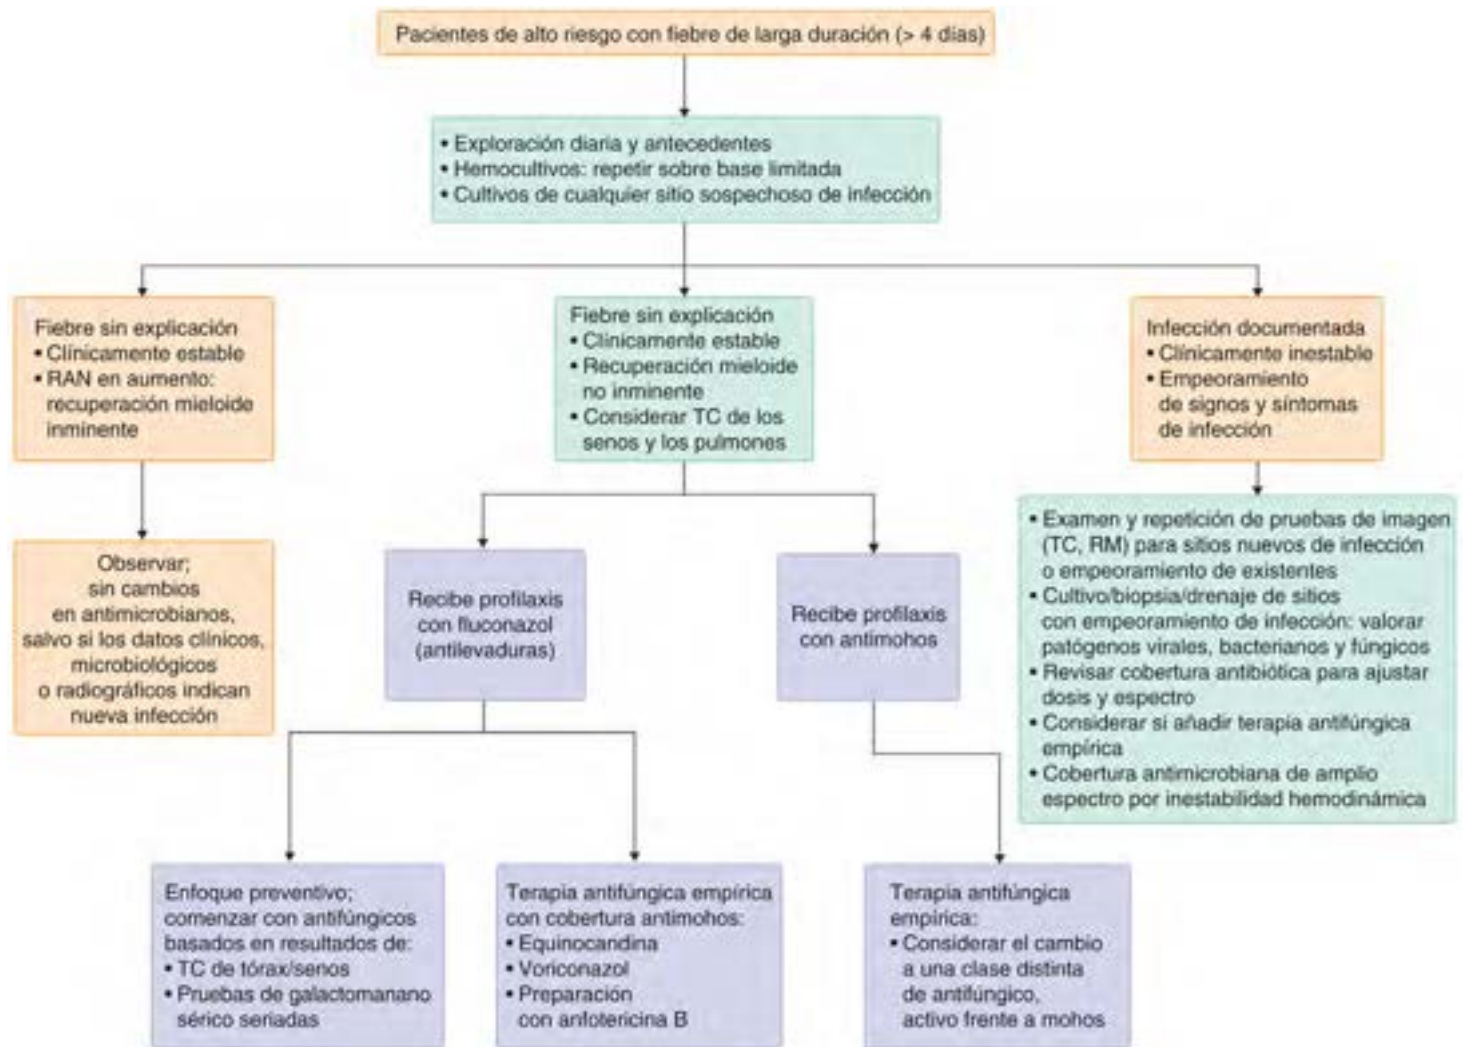 Pacientes de alto riesgo con fiebre de larga duración (> 4 días)
• Exploración diaria y antecedentes
• Hemocultivos: repetir sobre base limitada
• Cultivos de cualquier sitio sospechoso de infección
Fiebre sin explicación
• Clínicamente estable
• RAN en aumento:
recuperación mieloide
inminente
Fiebre sin explicación
• Clínicamente estable
• Recuperación mieloide
no inminente
• Considerar TC de los
senos y los pulmones
Infección documentada
• Clínicamente inestable
• Empeoramiento
de signos y síntomas
de infección
Observar;
sin cambios
en antimicrobianos,
salvo si los datos clínicos,
microbiológicos
o radiográficos indican
nueva infección
Recibe profilaxis
con fluconazol
(antilevaduras)
Recibe profilaxis
con antimohos
• Examen y repetición de pruebas de imagen
(TC, RM) para sitios nuevos de infección
o empeoramiento de existentes
• Cultivo/biopsia/drenaje de sitios
con empeoramiento de infección: valorar
patógenos virales, bacterianos y fúngicos
• Revisar cobertura antibiótica para ajustar
dosis y espectro
• Considerar si añadir terapia antifúngica
empírica
• Cobertura antimicrobiana de amplio
espectro por inestabilidad hemodinámica
Enfoque preventivo;
comenzar con antifúngicos
basados en resultados de:
• TC de tórax/senos
• Pruebas de galactomanano
sérico seriadas
Terapia antifúngica empírica
con cobertura antimohos:
• Equinocandina
• Voriconazol
• Preparación
con anfotericina B
Terapia antifúngica
empírica:
• Considerar el cambio
a una clase distinta
de antifúngico,
activo frente a mohos